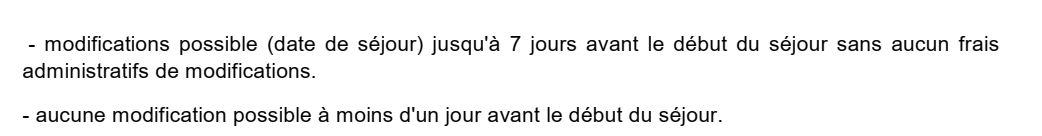 - modifications possible (date de séjour) jusqu'à 7 jours avant le début du séjour sans aucun frais
administratifs de modifications.
- aucune modification possible à moins d'un jour avant le début du séjour.